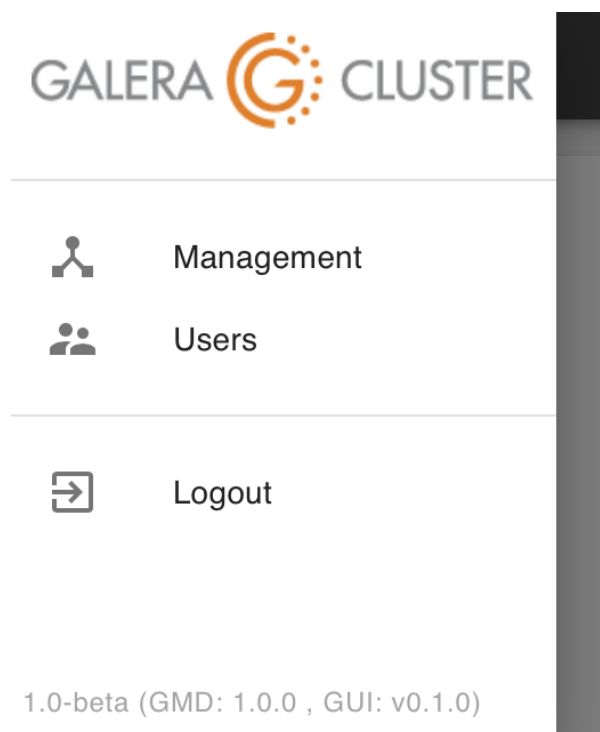 GALERA G CLUSTER
Management
Users
Logout
1.0-beta (GMD: 1.0.0 , GUI: v0.1.0)